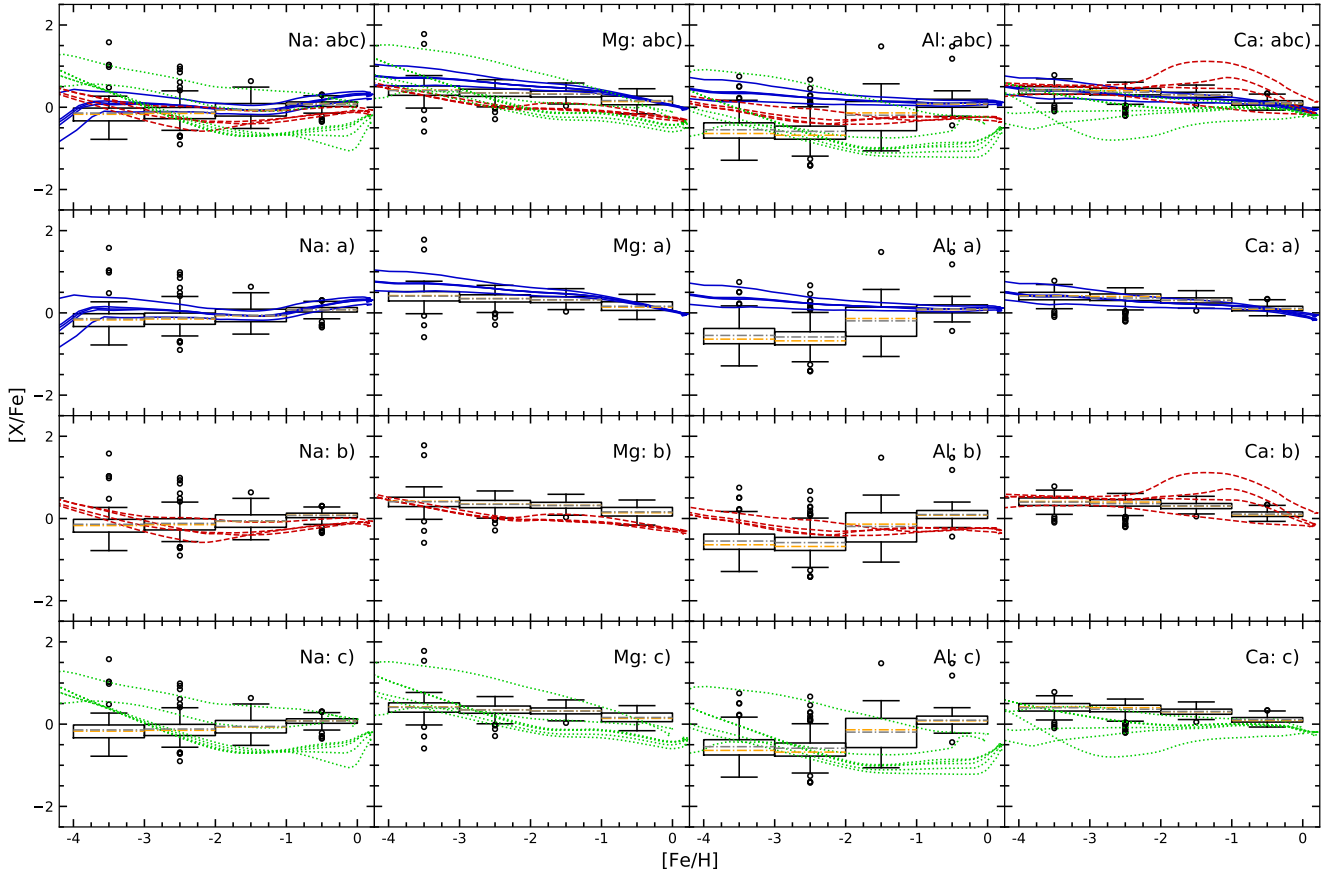 Na: abc) Mg: abc) Al: abc) Ca: abc)
2
0
−2
Na: a) Mg: a) Al: a) Ca: a)
2
0
−2
[X/Fe]
Na: b) Mg: b) Al: b) Ca: b)
2
0
−2
Na: c) Mg: c) Al: c) Ca: c)
2
0
−2
-4 -3 -2 -1 0 -4 -3 -2 -1 0 -4 -3 -2 -1 0 -4 -3 -2 -1 0
[Fe/H]